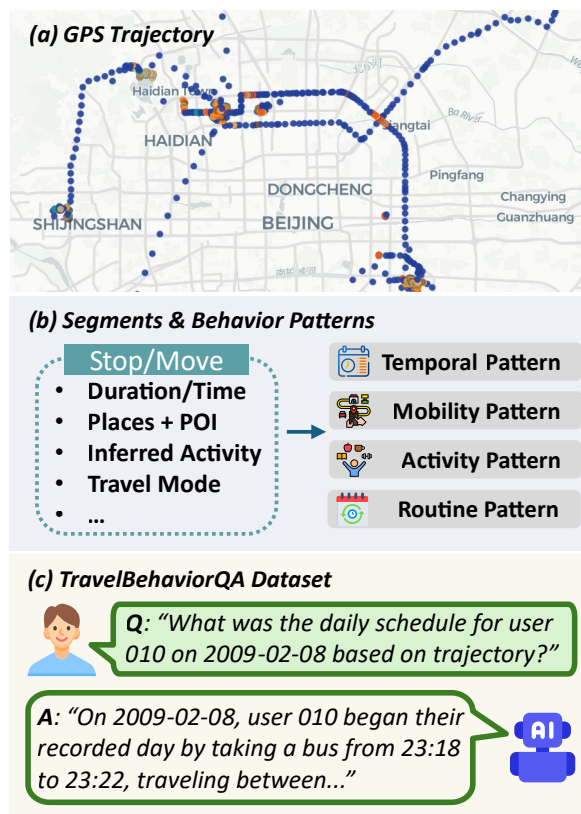 (a) GPS Trajectory
Haidian Town
HAIDIAN
Ba River
Pingfang
DONGCHENG
Changying
SHIJINGSHAN
BEIJING
Guanzhuang
(b) Segments & Behavior Patterns
Stop/Move
• Duration/Time
• Places + POI
• Inferred Activity
• Travel Mode
• ...
Temporal Pattern
Mobility Pattern
Activity Pattern
Routine Pattern
(c) TravelBehaviorQA Dataset
Q: “What was the daily schedule for user
010 on 2009-02-08 based on trajectory?”
A: “On 2009-02-08, user 010 began their
recorded day by taking a bus from 23:18
to 23:22, traveling between...”
AI